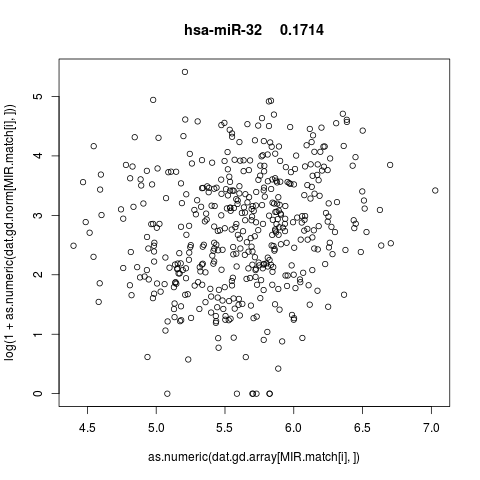 hsa-miR-32 0.1714
log(1 + as.numeric(dat.gd.norm[MIR.match[i], ]))
5
4
3
2
1
0
4.5 5.0 5.5 6.0 6.5 7.0
as.numeric(dat.gd.array[MIR.match[i], ])